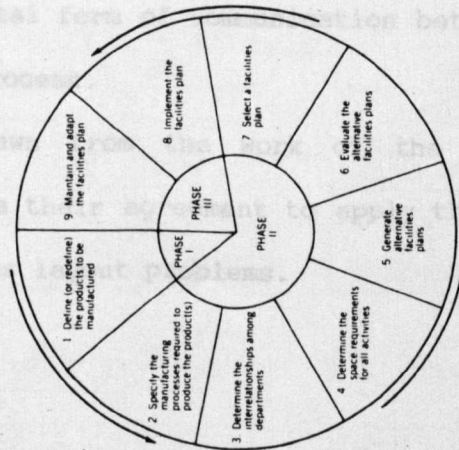 tal form of communication bet
rocess.
awn from the work of the
s their agreement to apply t
r layout problems.
1 Define (or redefine)
the products to be
manufactured
2 Specify the
manufacturing
processes required to
produce the product(s)
3. Determine the
interrelationships among
departments
4 Determine the
space requirements
for all activities
5 Generate
alternative
facilities
plans
6 Evaluate the
alternative
facilities plans
7 Select a facilities
plan
8 Implement the
facilities plan
9. Maintain and adapt
the facilities plan
PHASE
I
PHASE
II
PHASE
III